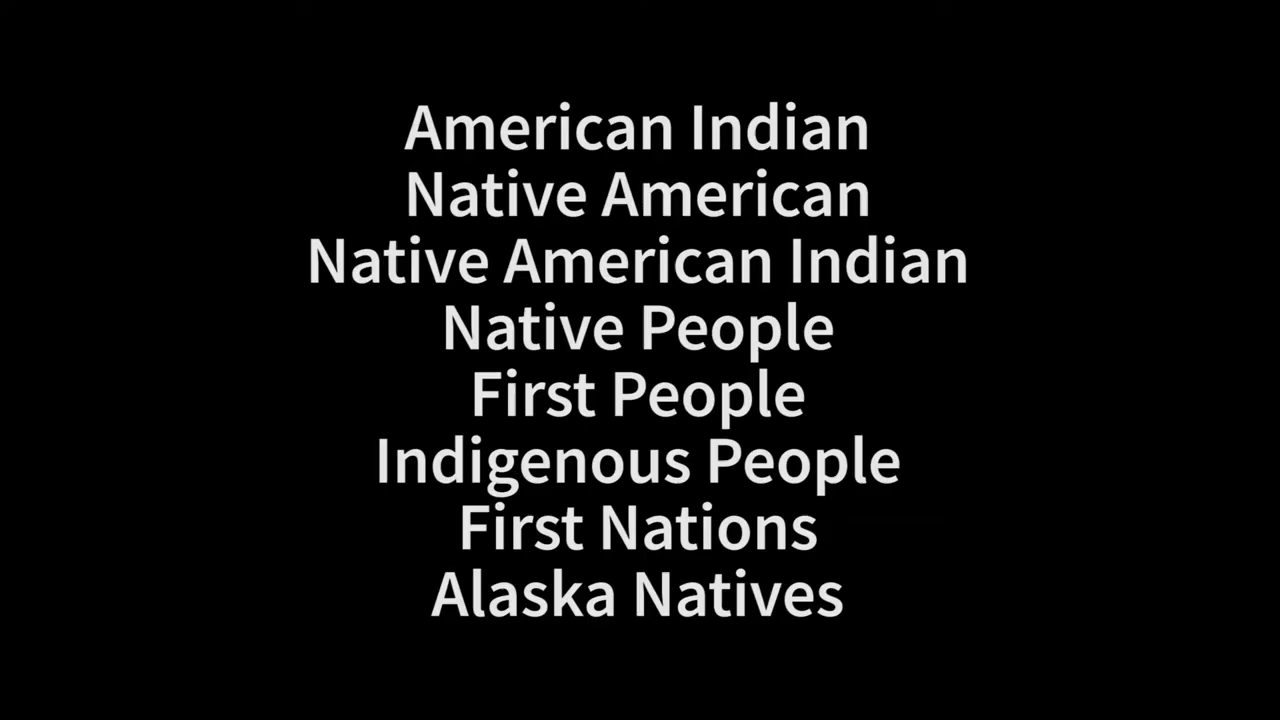 American Indian
Native American
Native American Indian
Native People
First People
Indigenous People
First Nations
Alaska Natives